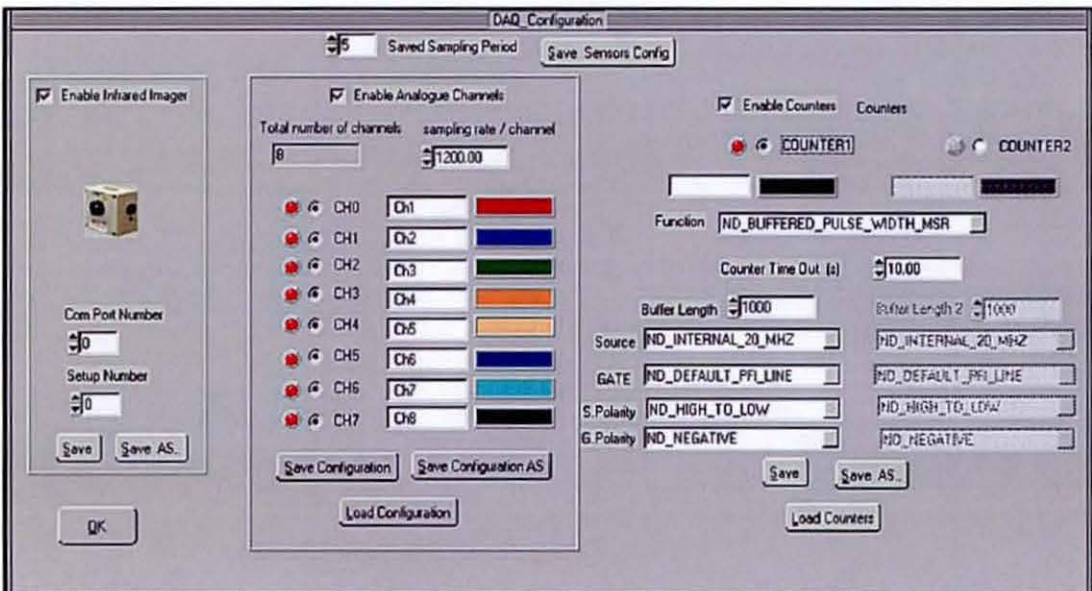 DAQ_Configuration
5 Saved Sampling Period Save Sensors Config
Enable Infrared Imager
Com Port Number
0
Setup Number
0
Save Save AS..
OK
Enable Analogue Channels
Total number of channels sampling rate / channel
8 1200.00
CH0 Ch1
CH1 Ch2
CH2 Ch3
CH3 Ch4
CH4 Ch5
CH5 Ch6
CH6 Ch7
CH7 Ch8
Save Configuration Save Configuration AS
Load Configuration
Enable Counters Counters
COUNTER1 COUNTER2
Function ND_BUFFERED_PULSE_WIDTH_MSR
Counter Time Out (s) 10.00
Buffer Length 1000 Buffer Length 2 1000
Source ND_INTERNAL_20_MHZ ND_INTERNAL_20_MHZ
GATE ND_DEFAULT_PFI_LINE ND_DEFAULT_PFI_LINE
S.Polarity ND_HIGH_TO_LOW ND_HIGH_TO_LOW
G.Polarity ND_NEGATIVE ND_NEGATIVE
Save Save AS..
Load Counters